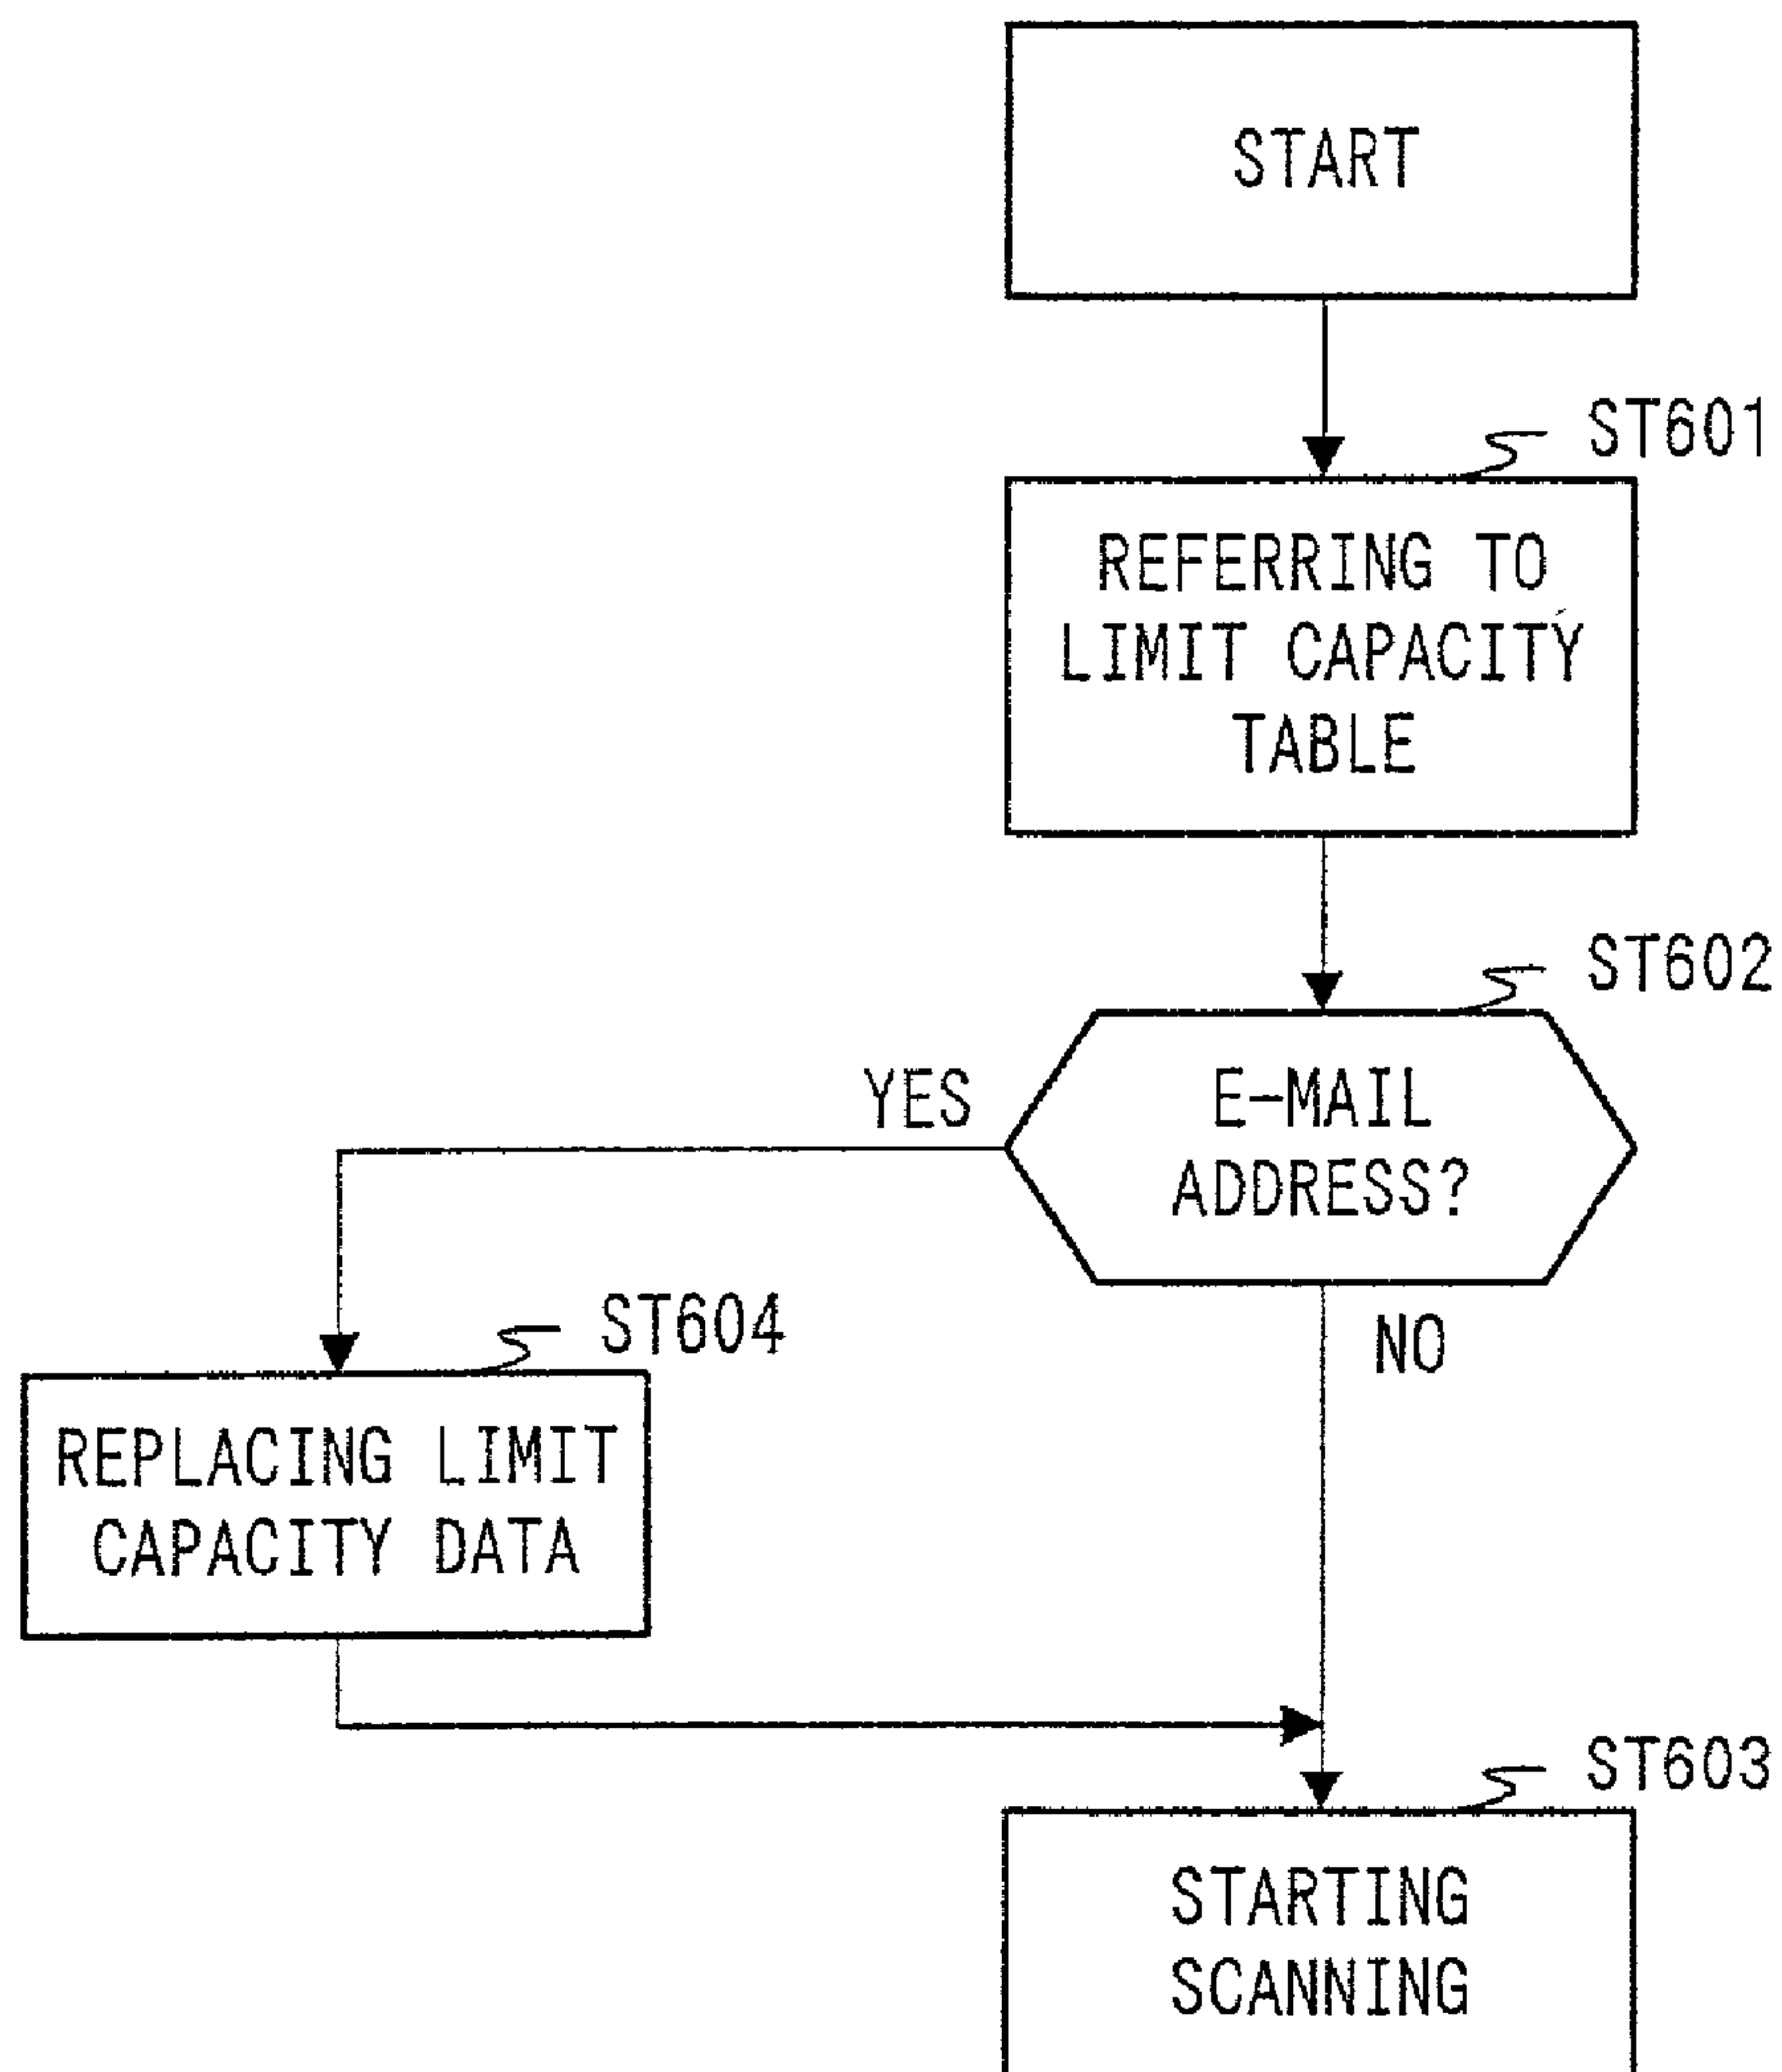 START
ST601
REFERRING TO
LIMIT CAPACITY
TABLE
ST602
YES
E-MAIL
ADDRESS?
ST604
NO
REPLACING LIMIT
CAPACITY DATA
ST603
STARTING
SCANNING